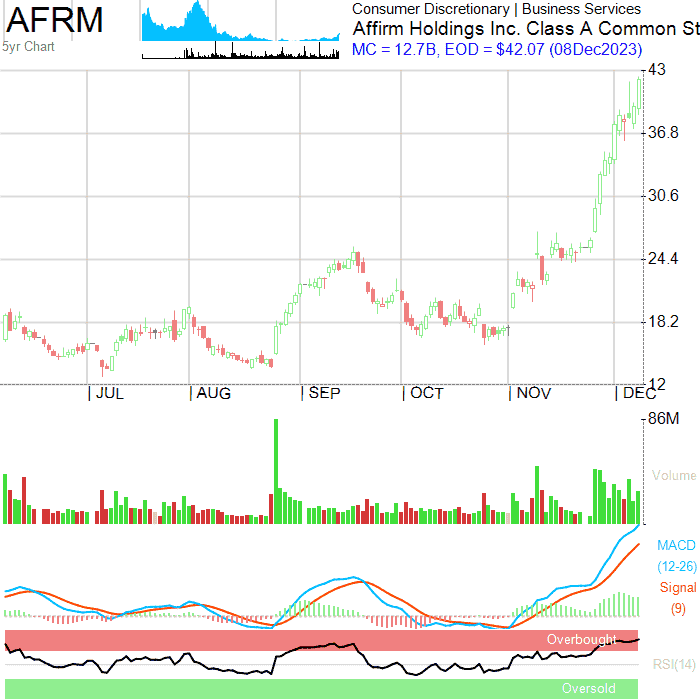 AFRM
5yr Chart
Consumer Discretionary | Business Services
Affirm Holdings Inc. Class A Common St
MC = 12.7B, EOD = $42.07 (08Dec2023)
43
36.8
30.6
24.4
18.2
12
| JUL | AUG | SEP | OCT | NOV | DEC
86M
Volume
MACD
(12-26)
Signal
(9)
Overbought
RSI(14)
Oversold